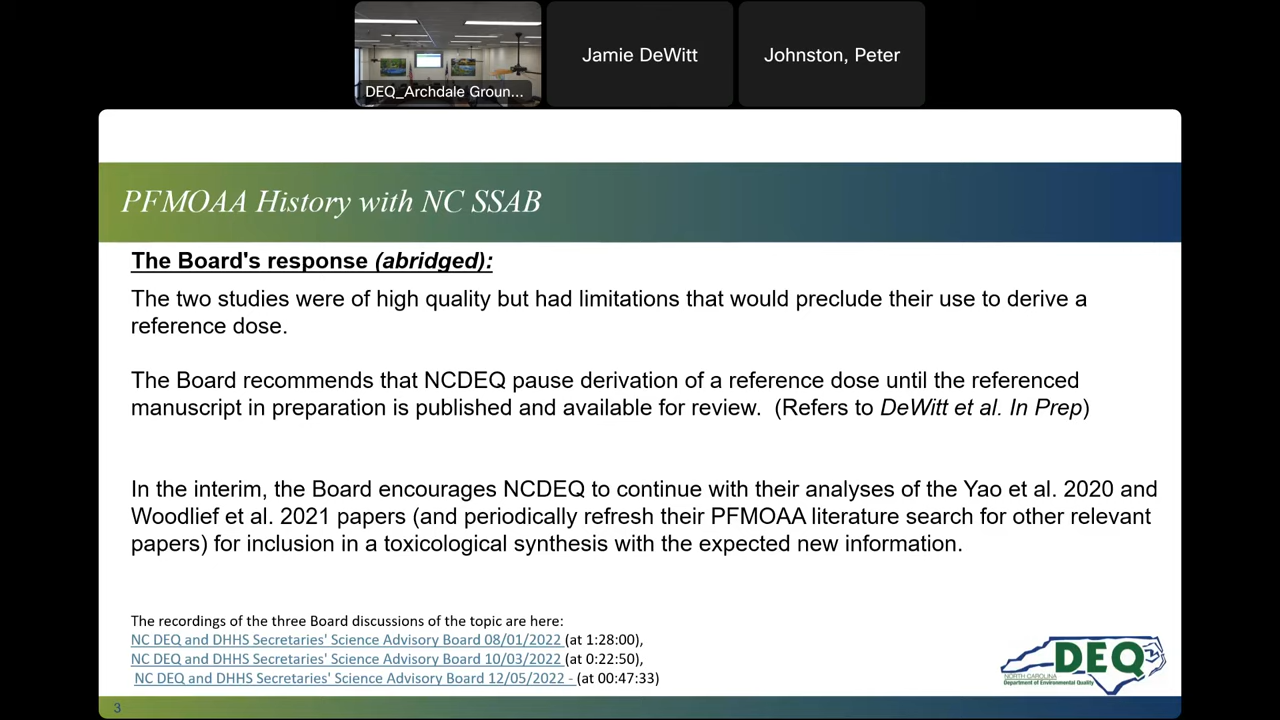 DEQ_Archdale Groun...
Jamie DeWitt
Johnston, Peter
PFMOAA History with NC SSAB
The Board's response (abridged):
The two studies were of high quality but had limitations that would preclude their use to derive a
reference dose.
The Board recommends that NCDEQ pause derivation of a reference dose until the referenced
manuscript in preparation is published and available for review.  (Refers to DeWitt et al. In Prep)
In the interim, the Board encourages NCDEQ to continue with their analyses of the Yao et al. 2020 and
Woodlief et al. 2021 papers (and periodically refresh their PFMOAA literature search for other relevant
papers) for inclusion in a toxicological synthesis with the expected new information.
The recordings of the three Board discussions of the topic are here:
NC DEQ and DHHS Secretaries' Science Advisory Board 08/01/2022 (at 1:28:00),
NC DEQ and DHHS Secretaries' Science Advisory Board 10/03/2022 (at 0:22:50),
NC DEQ and DHHS Secretaries' Science Advisory Board 12/05/2022 - (at 00:47:33)
DEQ
NORTH CAROLINA
Department of Environmental Quality
3